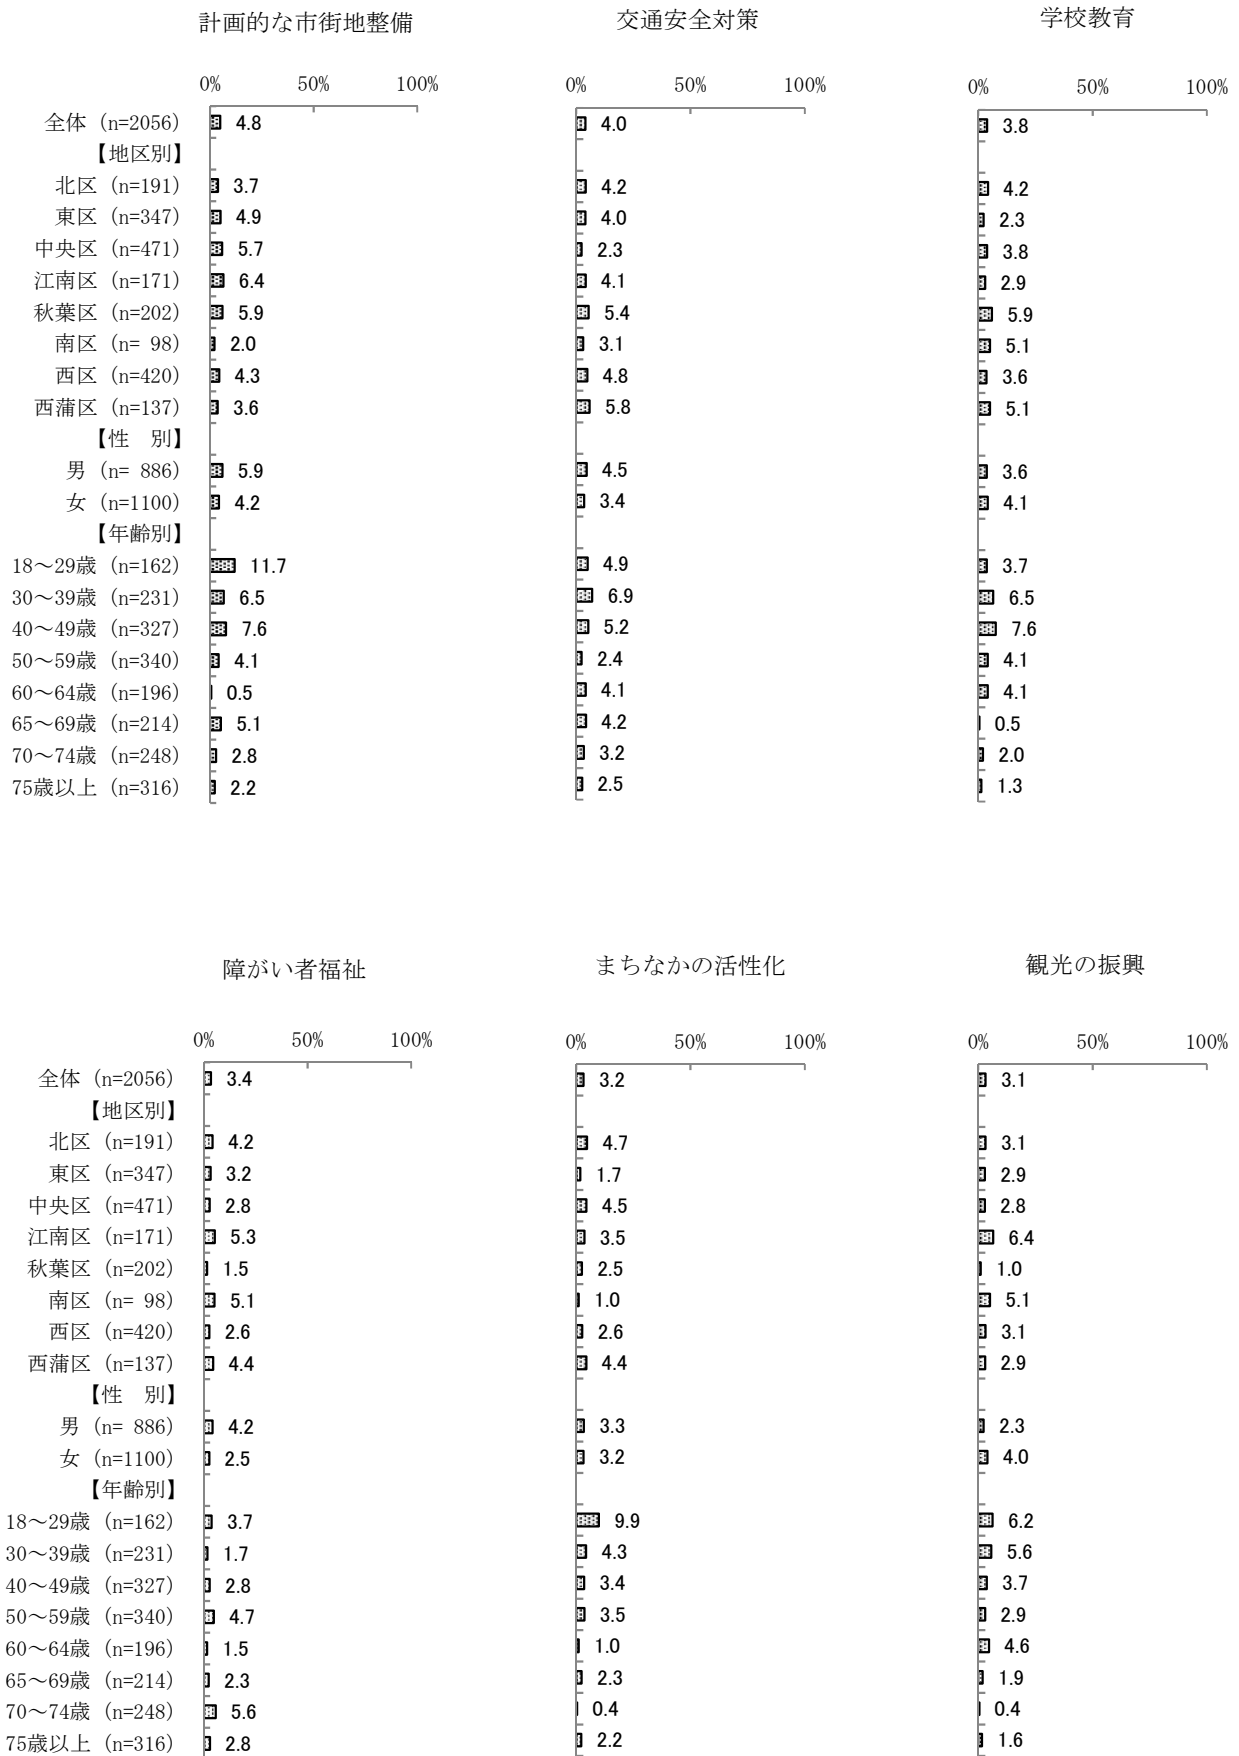 計画的な市街地整備 交通安全対策 学校教育
0% 50% 100% 0% 50% 100% 0% 50% 100%
全体 (n=2056) 4.8 4.0 3.8
【地区別】
北区 (n=191) 3.7 4.2 4.2
東区 (n=347) 4.9 4.0 2.3
中央区 (n=471) 5.7 2.3 3.8
江南区 (n=171) 6.4 4.1 2.9
秋葉区 (n=202) 5.9 5.4 5.9
南区 (n= 98) 2.0 3.1 5.1
西区 (n=420) 4.3 4.8 3.6
西蒲区 (n=137) 3.6 5.8 5.1
【性　別】
男 (n= 886) 5.9 4.5 3.6
女 (n=1100) 4.2 3.4 4.1
【年齢別】
18～29歳 (n=162) 11.7 4.9 3.7
30～39歳 (n=231) 6.5 6.9 6.5
40～49歳 (n=327) 7.6 5.2 7.6
50～59歳 (n=340) 4.1 2.4 4.1
60～64歳 (n=196) 0.5 4.1 4.1
65～69歳 (n=214) 5.1 4.2 0.5
70～74歳 (n=248) 2.8 3.2 2.0
75歳以上 (n=316) 2.2 2.5 1.3
障がい者福祉 まちなかの活性化 観光の振興
0% 50% 100% 0% 50% 100% 0% 50% 100%
全体 (n=2056) 3.4 3.2 3.1
【地区別】
北区 (n=191) 4.2 4.7 3.1
東区 (n=347) 3.2 1.7 2.9
中央区 (n=471) 2.8 4.5 2.8
江南区 (n=171) 5.3 3.5 6.4
秋葉区 (n=202) 1.5 2.5 1.0
南区 (n= 98) 5.1 1.0 5.1
西区 (n=420) 2.6 2.6 3.1
西蒲区 (n=137) 4.4 4.4 2.9
【性　別】
男 (n= 886) 4.2 3.3 2.3
女 (n=1100) 2.5 3.2 4.0
【年齢別】
18～29歳 (n=162) 3.7 9.9 6.2
30～39歳 (n=231) 1.7 4.3 5.6
40～49歳 (n=327) 2.8 3.4 3.7
50～59歳 (n=340) 4.7 3.5 2.9
60～64歳 (n=196) 1.5 1.0 4.6
65～69歳 (n=214) 2.3 2.3 1.9
70～74歳 (n=248) 5.6 0.4 0.4
75歳以上 (n=316) 2.8 2.2 1.6